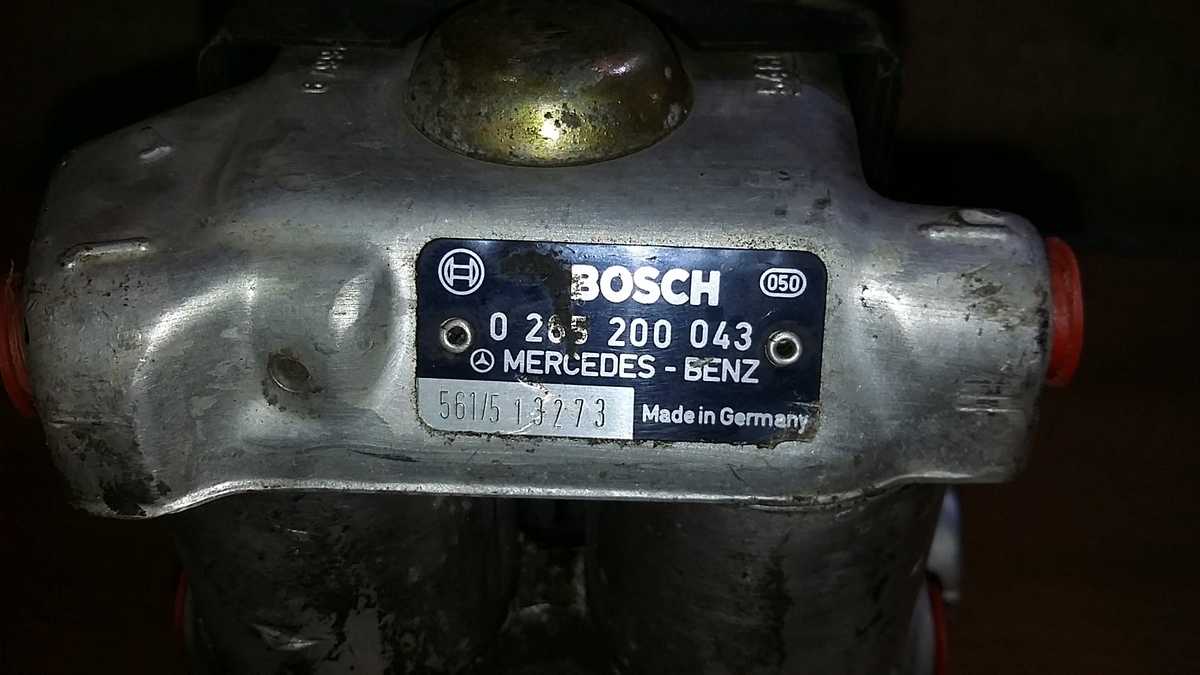 BOSCH 050
0 265 200 043
MERCEDES - BENZ
561/5 13273 Made in Germany